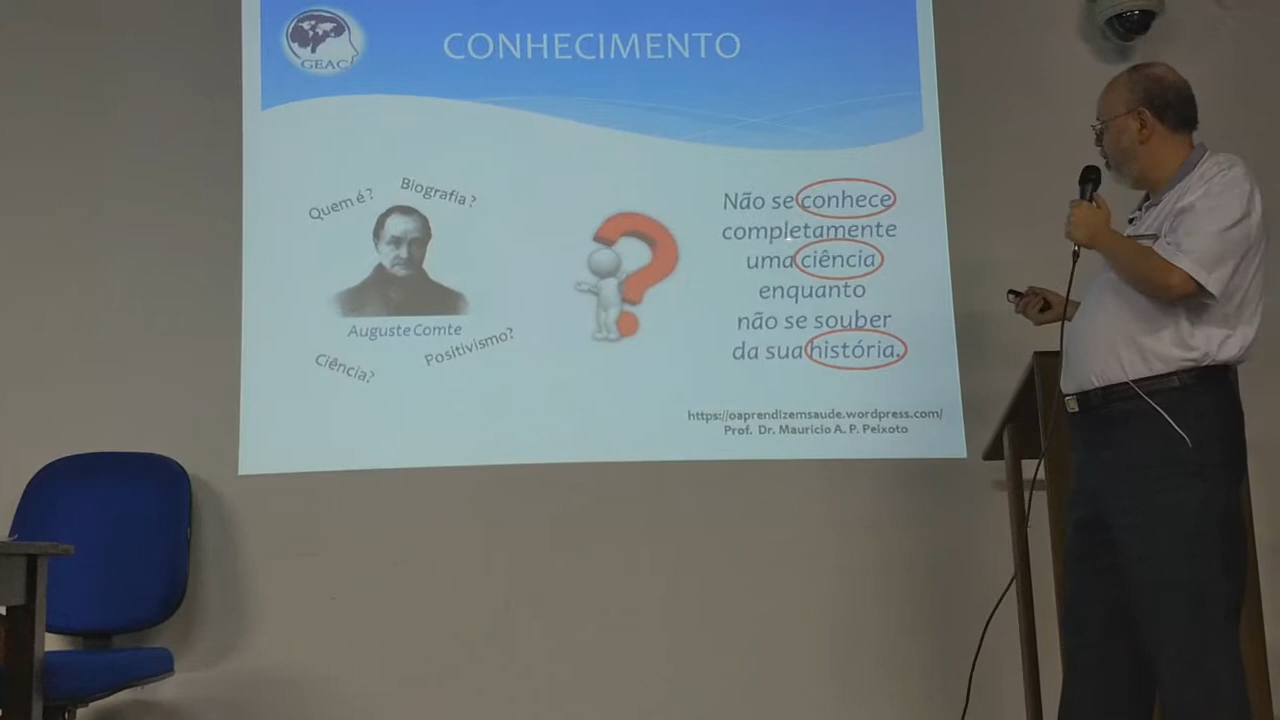 GEAC
CONHECIMENTO
Quem é?
Biografia?
Auguste Comte
Ciência?
Positivismo?
Não se conhece
completamente
uma ciência
enquanto
não se souber
da sua história.
https://oaprendizemsaude.wordpress.com/
Prof. Dr. Mauricio A. P. Peixoto